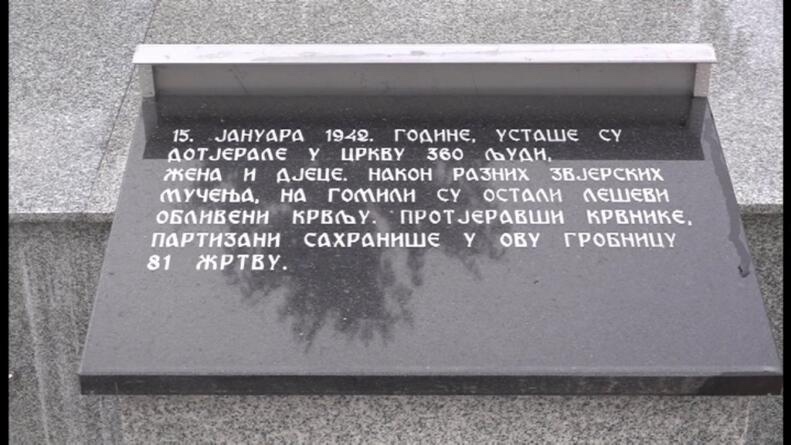 15. ЈАНУАРА 1942. ГОДИНЕ, УСТАШЕ СУ
ДОТЈЕРАЛЕ У ЦРКВУ 360 ЉУДИ,
ЖЕНА И ДЈЕЦЕ. НАКОН РАЗНИХ ЗВЈЕРСКИХ
МУЧЕЊА, НА ГОМИЛИ СУ ОСТАЛИ ЛЕШЕВИ
ОБЛИВЕНИ КРВЉУ. ПРОТЈЕРАВШИ КРВНИКЕ,
ПАРТИЗАНИ САХРАНИШЕ У ОВУ ГРОБНИЦУ
81 ЖРТВУ.